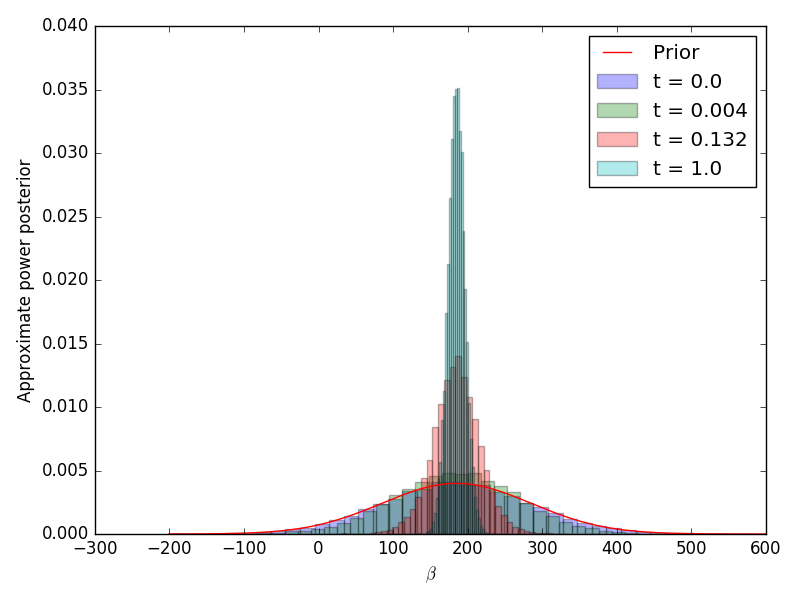 0.040
0.035
0.030
0.025
0.020
0.015
0.010
0.005
0.000
Approximate power posterior
−300
−200
−100
0
100
200
300
400
500
600
β
Prior
t = 0.0
t = 0.004
t = 0.132
t = 1.0